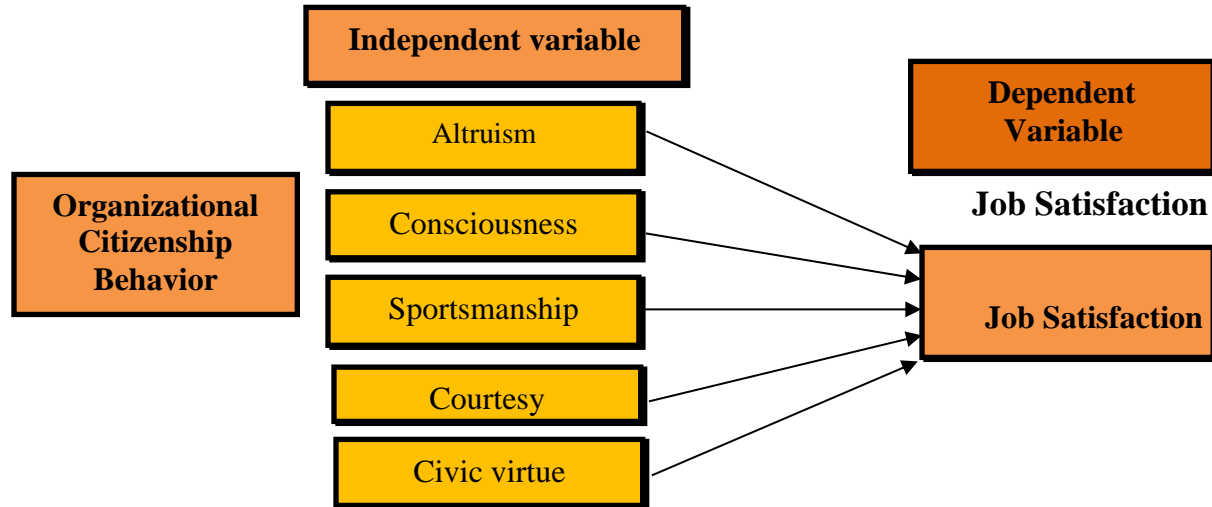 Independent variable
Altruism
Consciousness
Sportsmanship
Courtesy
Civic virtue
Organizational
Citizenship
Behavior
Dependent
Variable
Job Satisfaction
Job Satisfaction